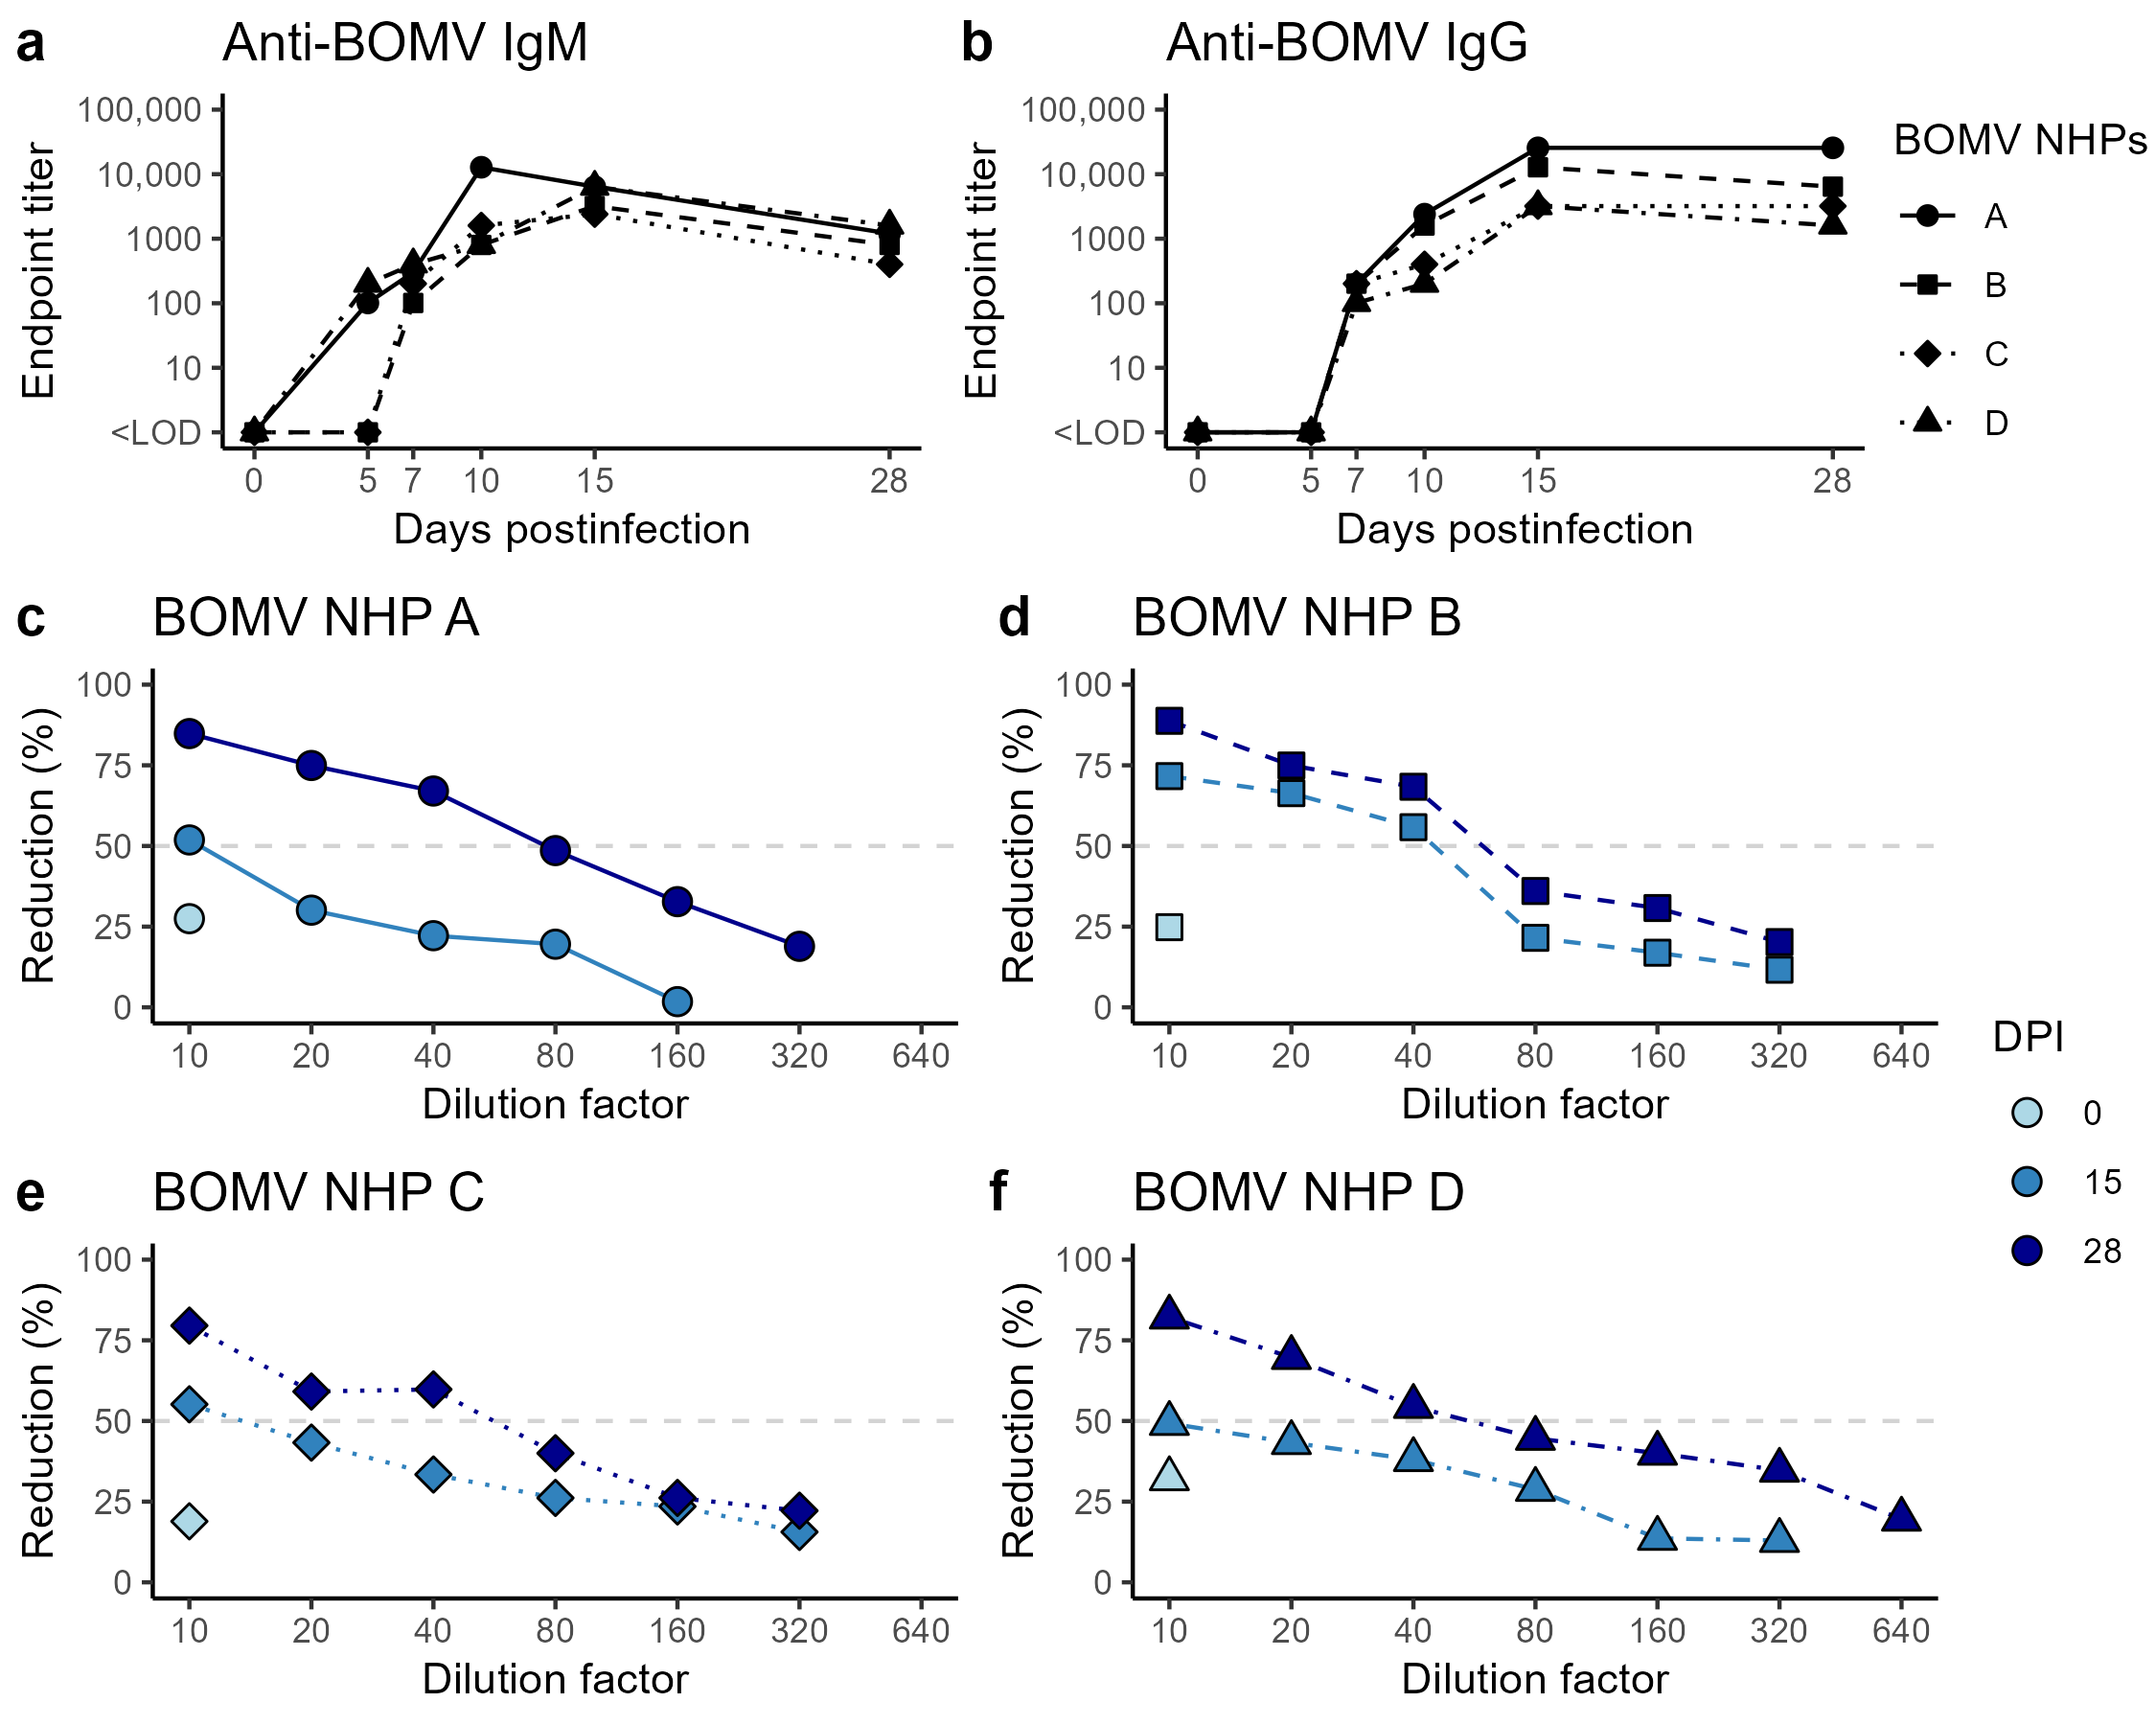 a Anti-BOMV IgM
100,000
10,000
1000
100
10
<LOD
Endpoint titer
0 5 7 10 15 28
Days postinfection
b Anti-BOMV IgG
100,000
10,000
1000
100
10
<LOD
Endpoint titer
0 5 7 10 15 28
Days postinfection
BOMV NHPs
A
B
C
D
c BOMV NHP A
100
75
50
25
0
Reduction (%)
10 20 40 80 160 320 640
Dilution factor
d BOMV NHP B
100
75
50
25
0
Reduction (%)
10 20 40 80 160 320 640
Dilution factor
DPI
0
15
28
e BOMV NHP C
100
75
50
25
0
Reduction (%)
10 20 40 80 160 320 640
Dilution factor
f BOMV NHP D
100
75
50
25
0
Reduction (%)
10 20 40 80 160 320 640
Dilution factor